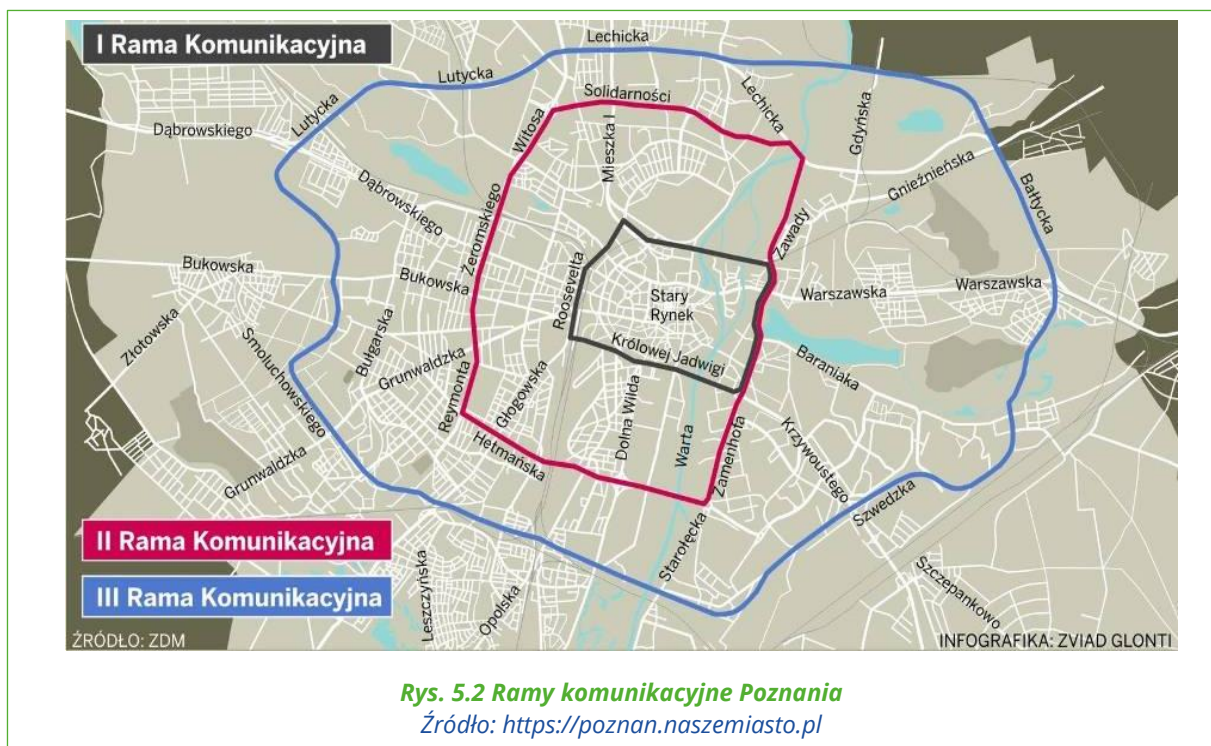 I Rama Komunikacyjna
Lechicka
Lutycka
Solidarności
Lechicka
Lutycka
Dąbrowskiego
Witosa
Mieszka I
Gdyńska
Gnieźnieńska
Bałtycka
Dąbrowskiego
Żeromskiego
Zawady
Bukowska
Bukowska
Roosevelta
Stary
Rynek
Warszawska
Warszawska
Złotowska
Smoluchowskiego
Bułgarska
Grunwaldzka
Królowej Jadwigi
Baraniaka
Reymonta
Głogowska
Dolna Wilda
Warta
Zamenhofa
Krzywoustego
Hetmańska
Grunwaldzka
Szwedzka
Starołęcka
II Rama Komunikacyjna
III Rama Komunikacyjna
Leszczyńska
Opolska
Szczepankowo
ŹRÓDŁO: ZDM
INFOGRAFIKA: ZVIAD GLONTI
Rys. 5.2 Ramy komunikacyjne Poznania
Źródło: https://poznan.naszemiasto.pl